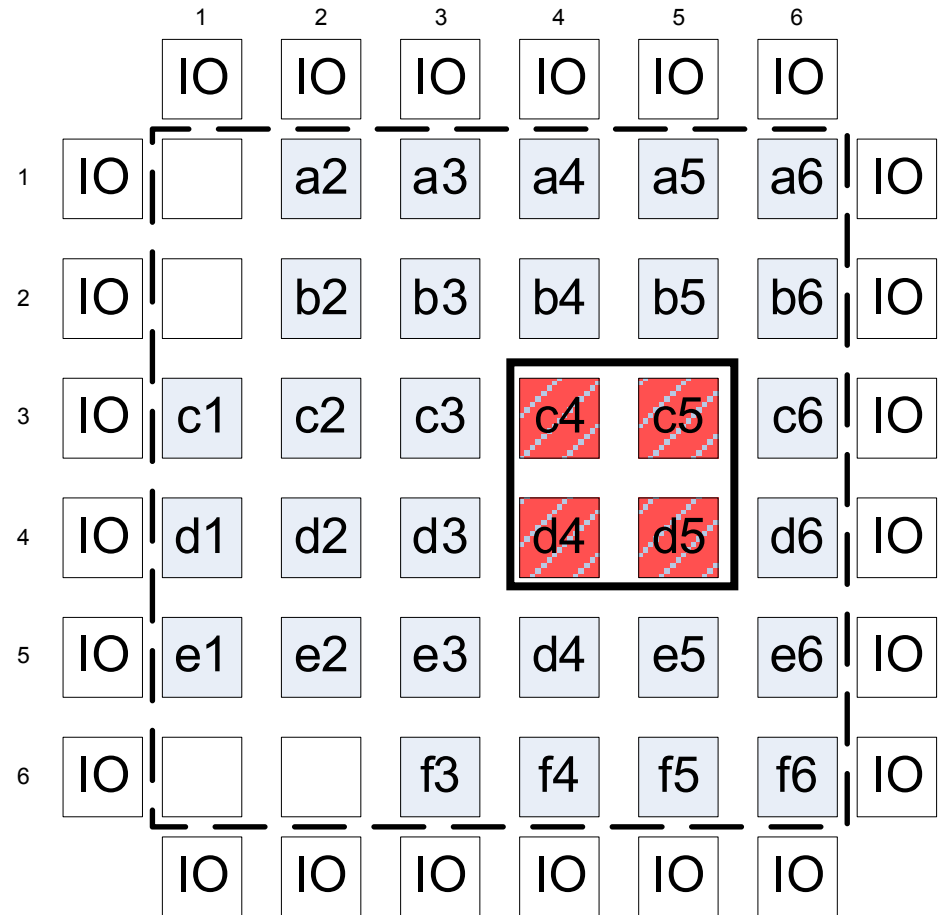 1 2 3 4 5 6
IO IO IO IO IO IO
1 IO a2 a3 a4 a5 a6 IO
2 IO b2 b3 b4 b5 b6 IO
3 IO c1 c2 c3 c4 c5 c6 IO
4 IO d1 d2 d3 d4 d5 d6 IO
5 IO e1 e2 e3 d4 e5 e6 IO
6 IO f3 f4 f5 f6 IO
IO IO IO IO IO IO